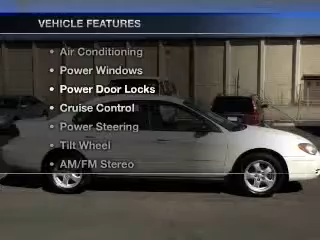 VEHICLE FEATURES
• Air Conditioning
• Power Windows
• Power Door Locks
• Cruise Control
• Power Steering
• Tilt Wheel
• AM/FM Stereo